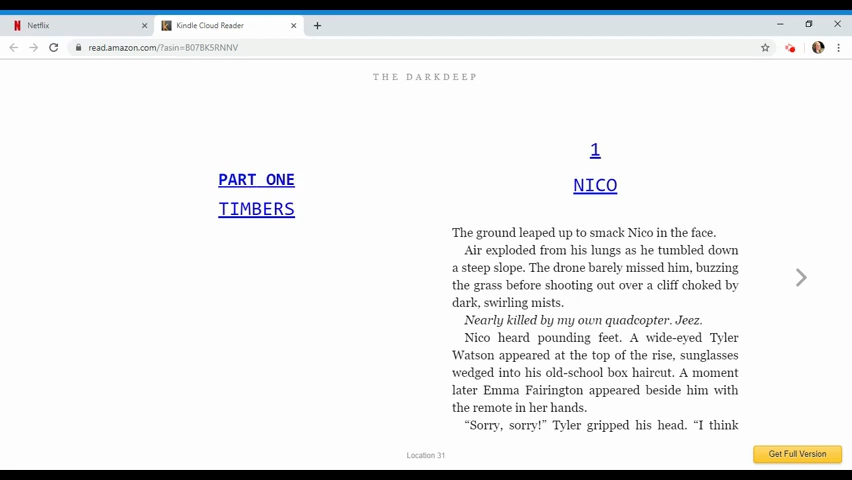 Netflix
Kindle Cloud Reader
read.amazon.com/?asin=B07BK5RNNV
THE DARKDEEP
PART ONE
TIMBERS
1
NICO
The ground leaped up to smack Nico in the face.
Air exploded from his lungs as he tumbled down
a steep slope. The drone barely missed him, buzzing
the grass before shooting out over a cliff choked by
dark, swirling mists.
Nearly killed by my own quadcopter. Jeez.
Nico heard pounding feet. A wide-eyed Tyler
Watson appeared at the top of the rise, sunglasses
wedged into his old-school box haircut. A moment
later Emma Fairington appeared beside him with
the remote in her hands.
“Sorry, sorry!” Tyler gripped his head. “I think
Location 31
Get Full Version